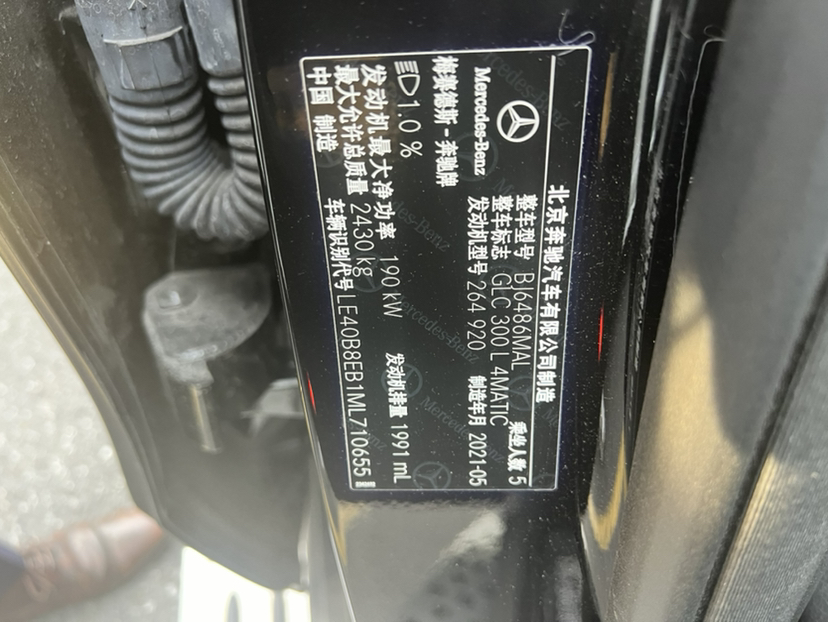 北京奔驰汽车有限公司制造
Mercedes-Benz
整车型号 BJ6486MAL 乘坐人数 5
整车标志 GLC 300 L 4MATIC
发动机型号 264 920 制造年月 2021-05
梅赛德斯-奔驰牌
1.0 %
发动机最大净功率 190 kW 发动机排量 1991 mL
最大允许总质量 2430 kg
中国 制造 车辆识别代号 LE40B8EB1ML710655